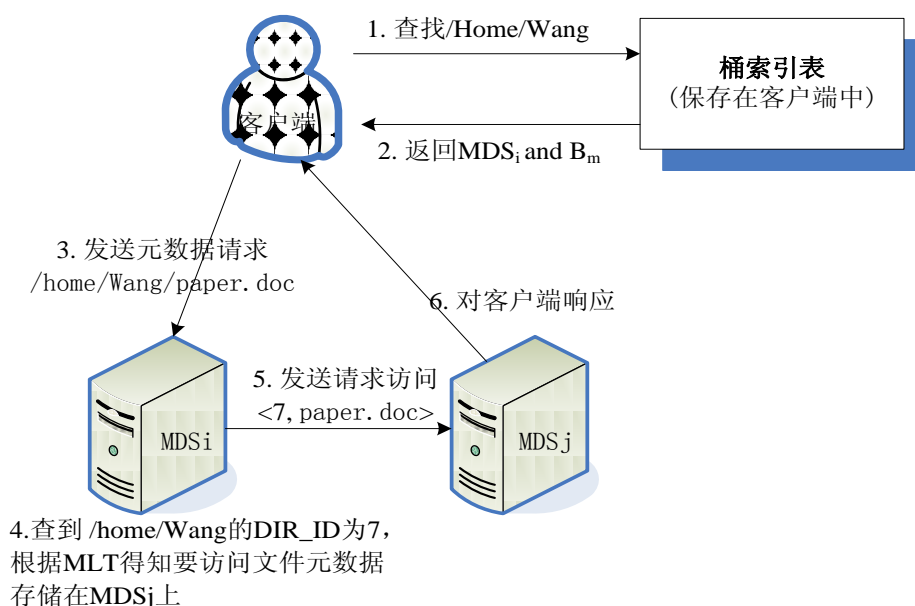 1. 查找/Home/Wang
桶索引表
(保存在客户端中)
客户端
2. 返回MDSi and Bm
3. 发送元数据请求
/home/Wang/paper.doc
6. 对客户端响应
5. 发送请求访问
<7, paper.doc>
MDSi
MDSj
4.查到 /home/Wang的DIR_ID为7，
根据MLT得知要访问文件元数据
存储在MDSj上